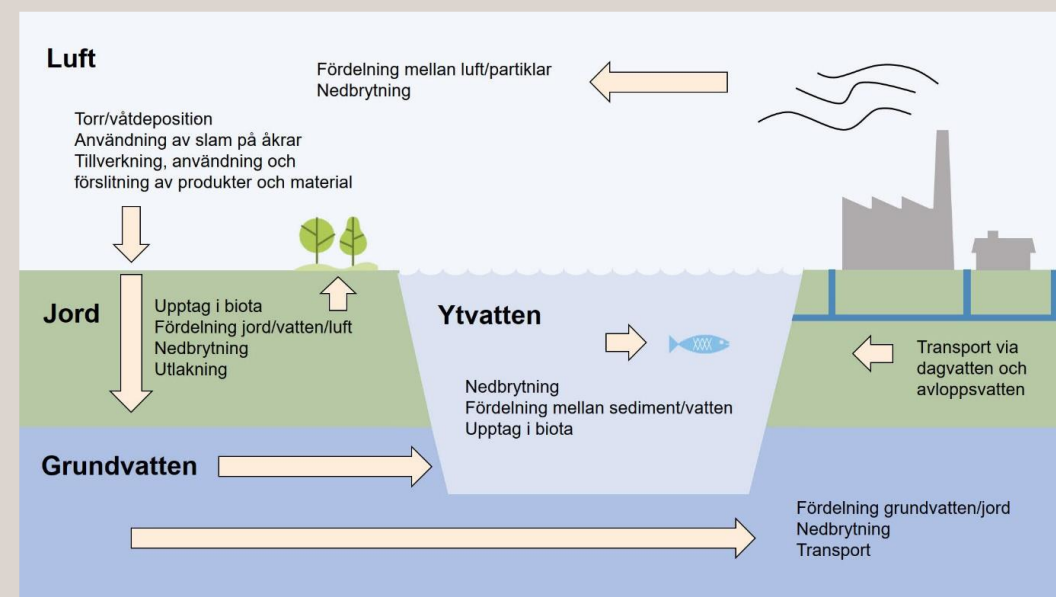 Luft
Fördelning mellan luft/partiklar
Nedbrytning
Torr/våtdeposition
Användning av slam på åkrar
Tillverkning, användning och
förslitning av produkter och material
Jord
Upptag i biota
Fördelning jord/vatten/luft
Nedbrytning
Utlakning
Ytvatten
Nedbrytning
Fördelning mellan sediment/vatten
Upptag i biota
Transport via
dagvatten och
avloppsvatten
Grundvatten
Fördelning grundvatten/jord
Nedbrytning
Transport